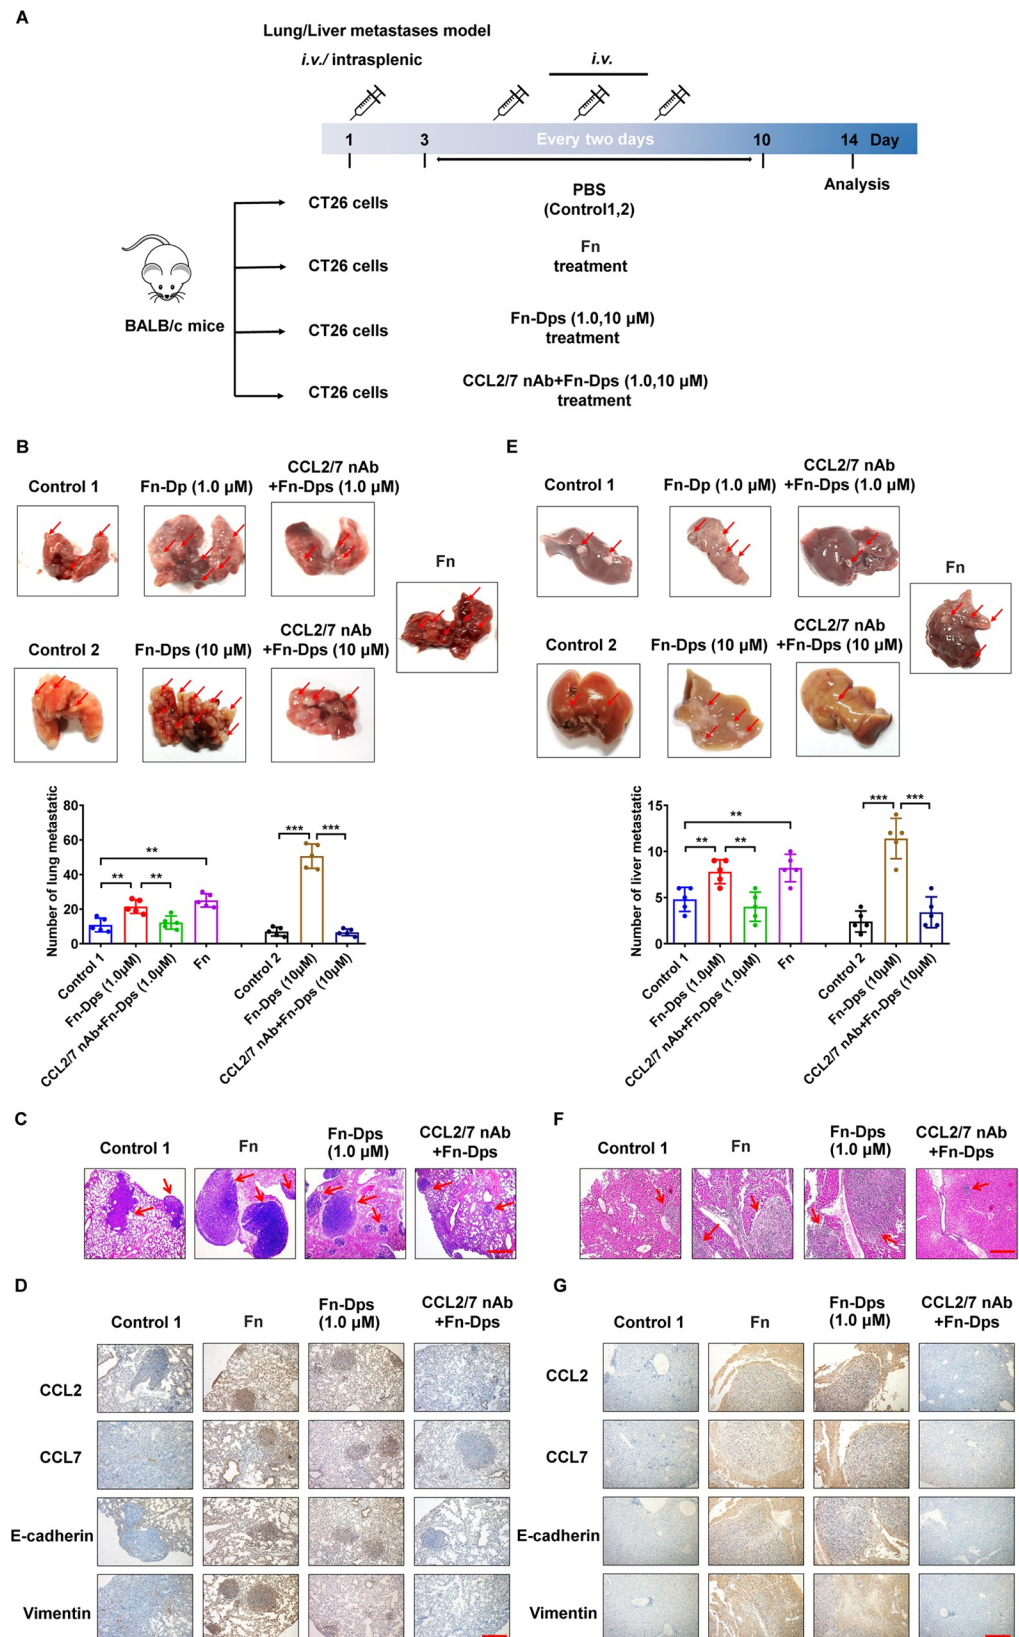 A
Lung/Liver metastases model
i.v./ intrasplenic
i.v.
Every two days
1
3
10
14 Day
Analysis
BALB/c mice
CT26 cells
PBS
(Control1,2)
CT26 cells
Fn
treatment
CT26 cells
Fn-Dps (1.0,10 μM)
treatment
CT26 cells
CCL2/7 nAb+Fn-Dps (1.0,10 μM)
treatment
B
Control 1
Fn-Dp (1.0 μM)
CCL2/7 nAb
+Fn-Dps (1.0 μM)
Fn
Control 2
Fn-Dps (10 μM)
CCL2/7 nAb
+Fn-Dps (10 μM)
Number of lung metastatic
80
60
40
20
0
**
**
**
***
***
Control 1
Fn-Dps (1.0μM)
CCL2/7 nAb+Fn-Dps (1.0μM)
Fn
Control 2
Fn-Dps (10μM)
CCL2/7 nAb+Fn-Dps (10μM)
E
Control 1
Fn-Dp (1.0 μM)
CCL2/7 nAb
+Fn-Dps (1.0 μM)
Fn
Control 2
Fn-Dps (10 μM)
CCL2/7 nAb
+Fn-Dps (10 μM)
Number of liver metastatic
15
10
5
0
**
**
**
***
***
Control 1
Fn-Dps (1.0μM)
CCL2/7 nAb+Fn-Dps (1.0μM)
Fn
Control 2
Fn-Dps (10μM)
CCL2/7 nAb+Fn-Dps (10μM)
C
Control 1
Fn
Fn-Dps
(1.0 μM)
CCL2/7 nAb
+Fn-Dps
F
Control 1
Fn
Fn-Dps
(1.0 μM)
CCL2/7 nAb
+Fn-Dps
D
Control 1
Fn
Fn-Dps
(1.0 μM)
CCL2/7 nAb
+Fn-Dps
CCL2
CCL7
E-cadherin
Vimentin
G
Control 1
Fn
Fn-Dps
(1.0 μM)
CCL2/7 nAb
+Fn-Dps
CCL2
CCL7
E-cadherin
Vimentin